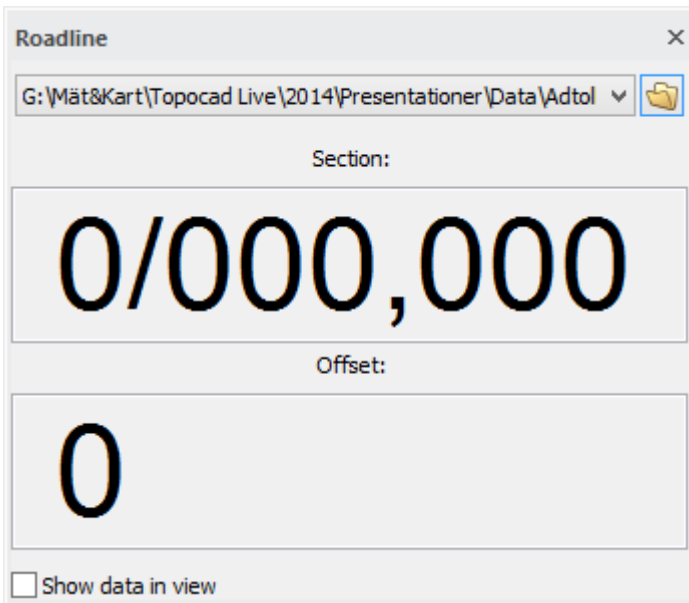 Roadline
G:\Mät&Kart\Topocad Live\2014\Presentationer\Data\Adtol
Section:
0/000,000
Offset:
0
Show data in view